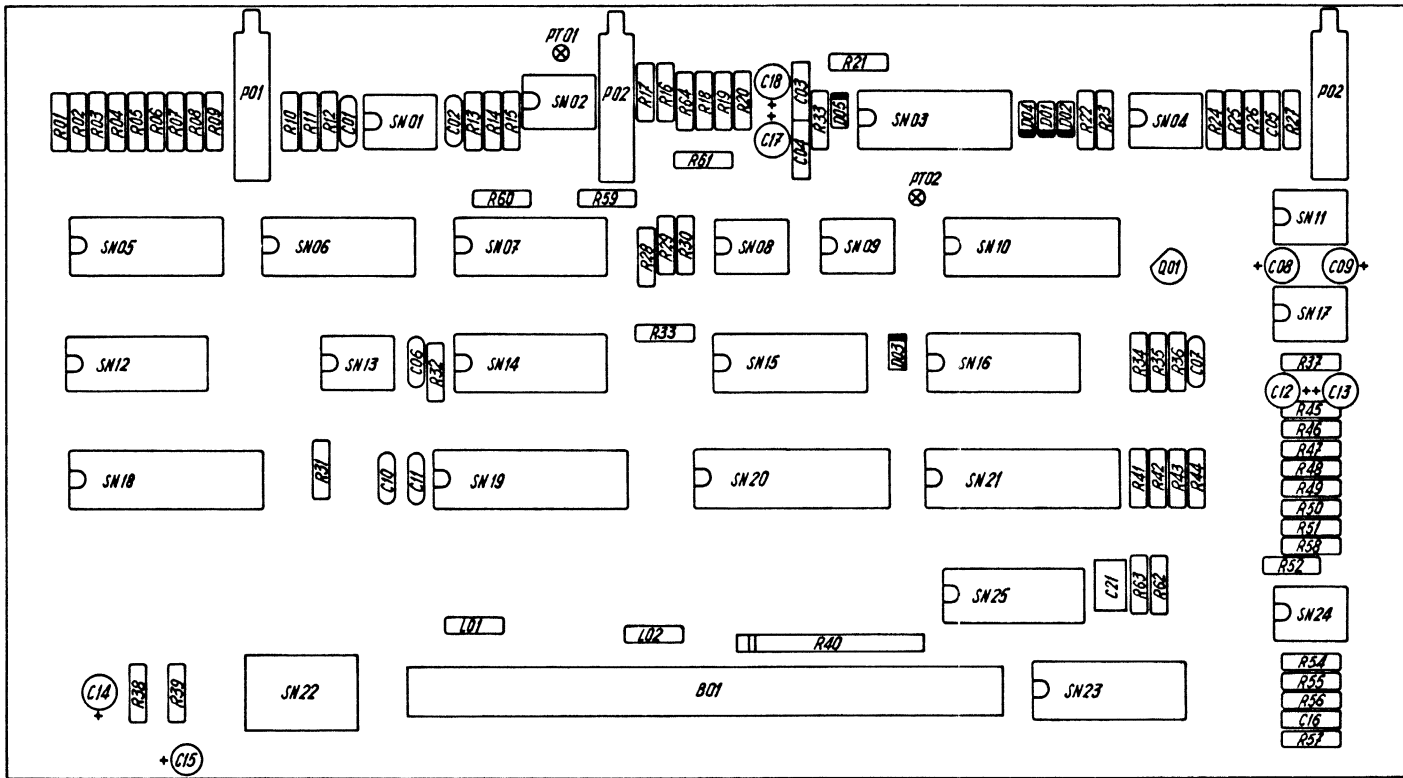 PT01
R21
R01 R02 R03 R04 R05 R06 R07 R08 R09 P01 R10 R11 R12 C01 SN01 C02 R13 R14 R15 SN02 P02 R17 R16 R64 R18 R19 R20 C18 + + C17 C03 C04 R33 D05 SN03 D04 D01 D02 R22 R23 SN04 R24 R25 R26 C05 R27 P02
R61
PT02
R60 R59
SN05 SN06 SN07 R28 R29 R30 SN08 SN09 SN10 Q01 SN11
+ C08 C09 +
SN17
R33
SN12 SN13 C06 R32 SN14 SN15 D03 SN16 R34 R35 R36 C07 R37
C12 + + C13
R45
R46
R47
SN18 R31 C10 C11 SN19 SN20 SN21 R41 R42 R43 R44 R48
R49
R50
R51
R58
R52
SN25 C21 R63 R62
SN24
L01 L02 R40
C14 + R38 R39 SN22 B01 SN23 R54
R55
R56
C16
R57
+ C15